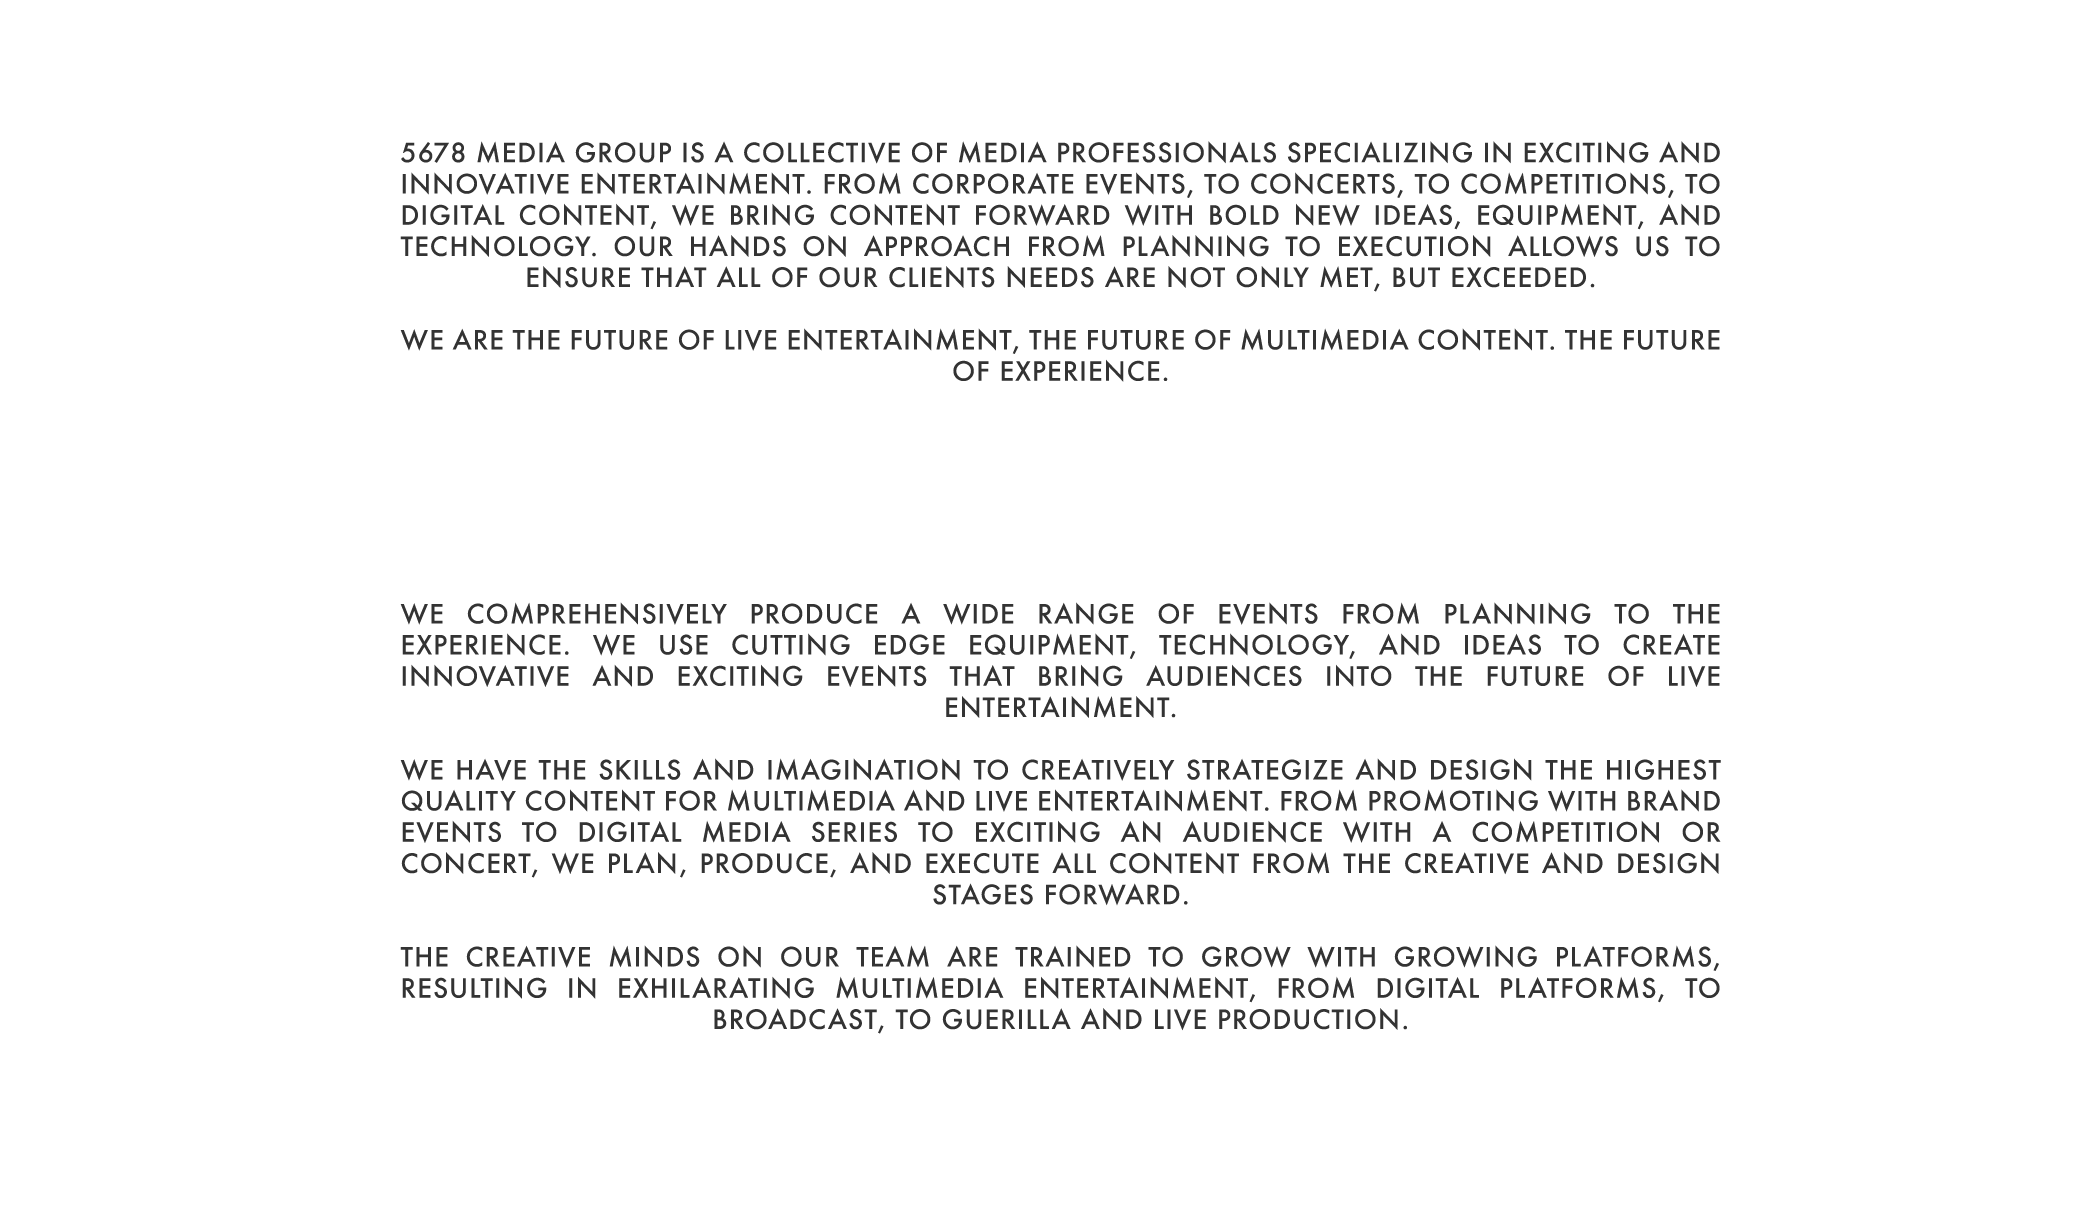 5678 MEDIA GROUP IS A COLLECTIVE OF MEDIA PROFESSIONALS SPECIALIZING IN EXCITING AND
INNOVATIVE ENTERTAINMENT. FROM CORPORATE EVENTS, TO CONCERTS, TO COMPETITIONS, TO
DIGITAL CONTENT, WE BRING CONTENT FORWARD WITH BOLD NEW IDEAS, EQUIPMENT, AND
TECHNOLOGY. OUR HANDS ON APPROACH FROM PLANNING TO EXECUTION ALLOWS US TO
ENSURE THAT ALL OF OUR CLIENTS NEEDS ARE NOT ONLY MET, BUT EXCEEDED.
WE ARE THE FUTURE OF LIVE ENTERTAINMENT, THE FUTURE OF MULTIMEDIA CONTENT. THE FUTURE
OF EXPERIENCE.
WE COMPREHENSIVELY PRODUCE A WIDE RANGE OF EVENTS FROM PLANNING TO THE
EXPERIENCE. WE USE CUTTING EDGE EQUIPMENT, TECHNOLOGY, AND IDEAS TO CREATE
INNOVATIVE AND EXCITING EVENTS THAT BRING AUDIENCES INTO THE FUTURE OF LIVE
ENTERTAINMENT.
WE HAVE THE SKILLS AND IMAGINATION TO CREATIVELY STRATEGIZE AND DESIGN THE HIGHEST
QUALITY CONTENT FOR MULTIMEDIA AND LIVE ENTERTAINMENT. FROM PROMOTING WITH BRAND
EVENTS TO DIGITAL MEDIA SERIES TO EXCITING AN AUDIENCE WITH A COMPETITION OR
CONCERT, WE PLAN, PRODUCE, AND EXECUTE ALL CONTENT FROM THE CREATIVE AND DESIGN
STAGES FORWARD.
THE CREATIVE MINDS ON OUR TEAM ARE TRAINED TO GROW WITH GROWING PLATFORMS,
RESULTING IN EXHILARATING MULTIMEDIA ENTERTAINMENT, FROM DIGITAL PLATFORMS, TO
BROADCAST, TO GUERILLA AND LIVE PRODUCTION.